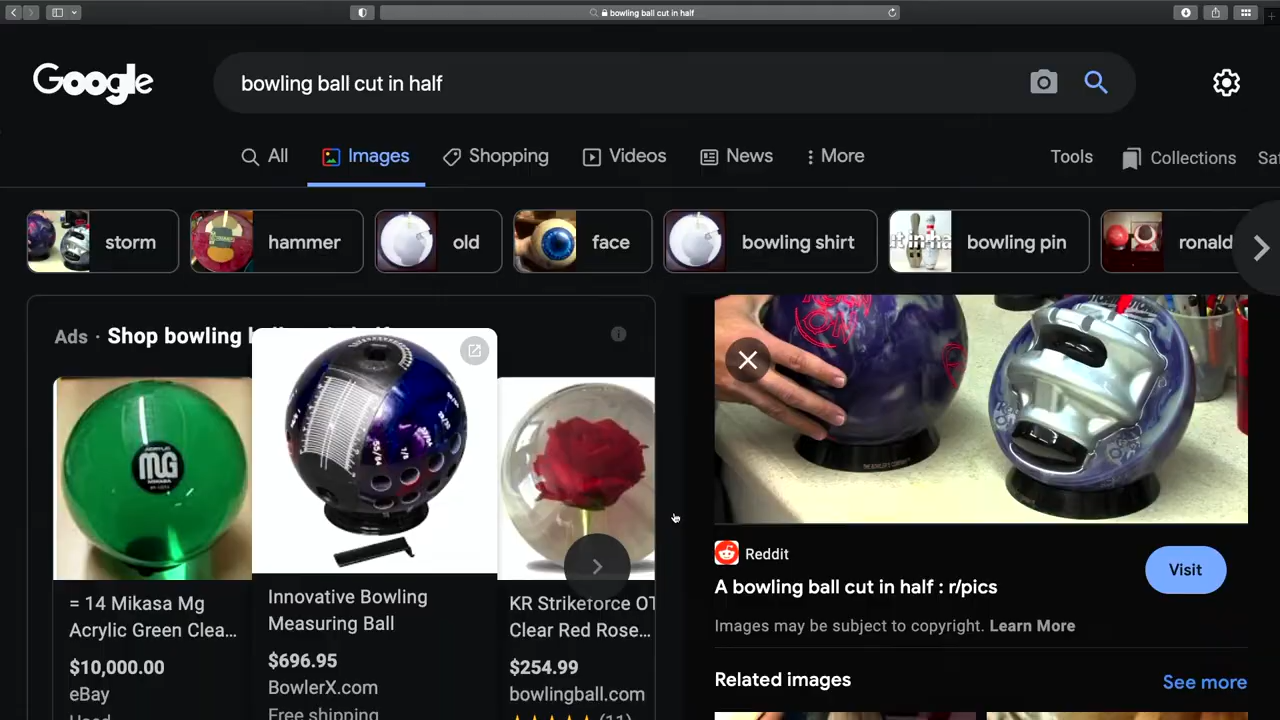 bowling ball cut in half
Google
bowling ball cut in half
All
Images
Shopping
Videos
News
More
Tools
Collections
storm
hammer
old
face
bowling shirt
bowling pin
ronald
Ads · Shop bowling
MG
Innovative Bowling
Measuring Ball
$696.95
BowlerX.com
Free shipping
= 14 Mikasa Mg
Acrylic Green Clea...
$10,000.00
eBay
Used
KR Strikeforce OT
Clear Red Rose...
$254.99
bowlingball.com
(11)
Reddit
A bowling ball cut in half : r/pics
Visit
Images may be subject to copyright. Learn More
Related images
See more